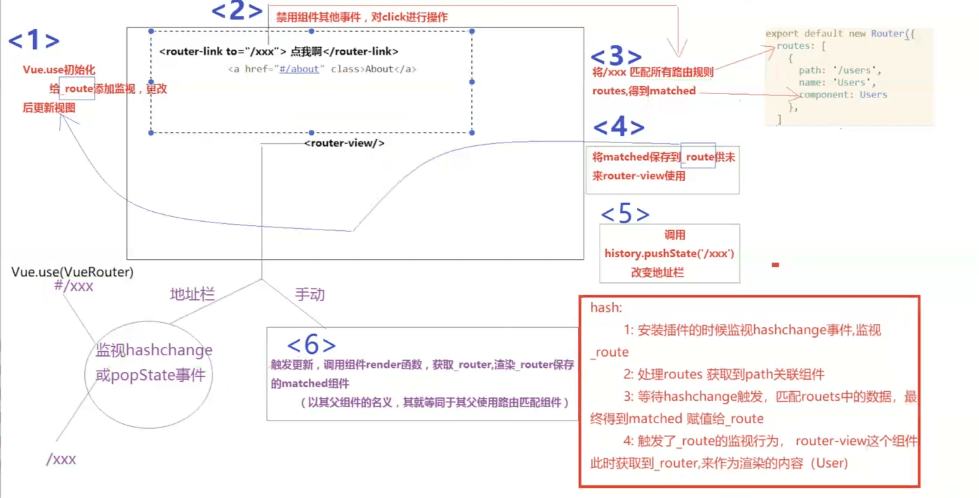 <1>
Vue.use初始化
给_route添加监视，更改
后更新视图
<2> 禁用组件其他事件，对click进行操作
<router-link to="/xxx"> 点我啊</router-link>
<a href="#/about" class>About</a>
<router-view/>
<3>
将/xxx 匹配所有路由规则
routes,得到matched
export default new Router({
routes: [
{
path: '/users',
name: 'Users',
component: Users
},
]
<4>
将matched保存到_route供未
来router-view使用
<5>
调用
history.pushState('/xxx')
改变地址栏
Vue.use(VueRouter)
#/xxx
地址栏
手动
监视hashchange
或popState事件
/xxx
<6>
触发更新，调用组件render函数，获取_router,渲染_router保存
的matched组件
（以其父组件的名义，其就等同于其父使用路由匹配组件）
hash:
1: 安装插件的时候监视hashchange事件,监视
_route
2: 处理routes 获取到path关联组件
3: 等待hashchange触发，匹配rouets中的数据，最
终得到matched 赋值给_route
4: 触发了_route的监视行为， router-view这个组件
此时获取到_router,来作为渲染的内容（User）